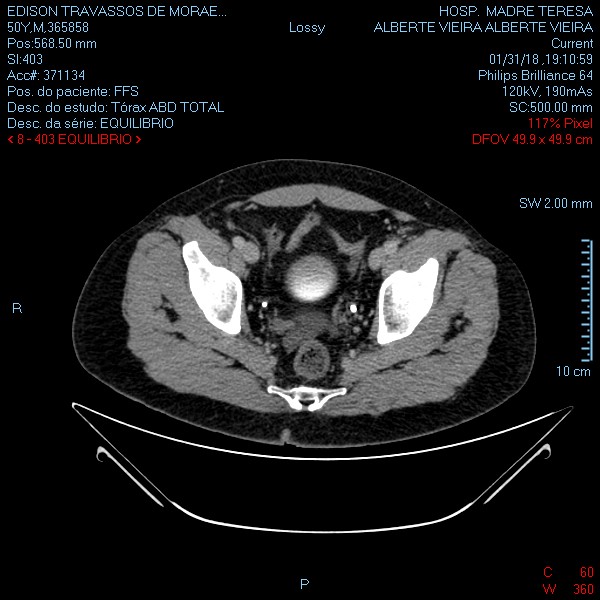 EDISON TRAVASSOS DE MORAE...
50Y,M,365858
Pos:568.50 mm
SI:403
Acc#: 371134
Pos. do paciente: FFS
Desc. do estudo: Tórax ABD TOTAL
Desc. da série: EQUILIBRIO
< 8 - 403 EQUILIBRIO >
Lossy
HOSP. MADRE TERESA
ALBERTE VIEIRA ALBERTE VIEIRA
Current
01/31/18 ,19:10:59
Philips Brilliance 64
120kV, 190mAs
SC:500.00 mm
117% Pixel
DFOV 49.9 x 49.9 cm
SW 2.00 mm
R
10 cm
P
C 60
W 360